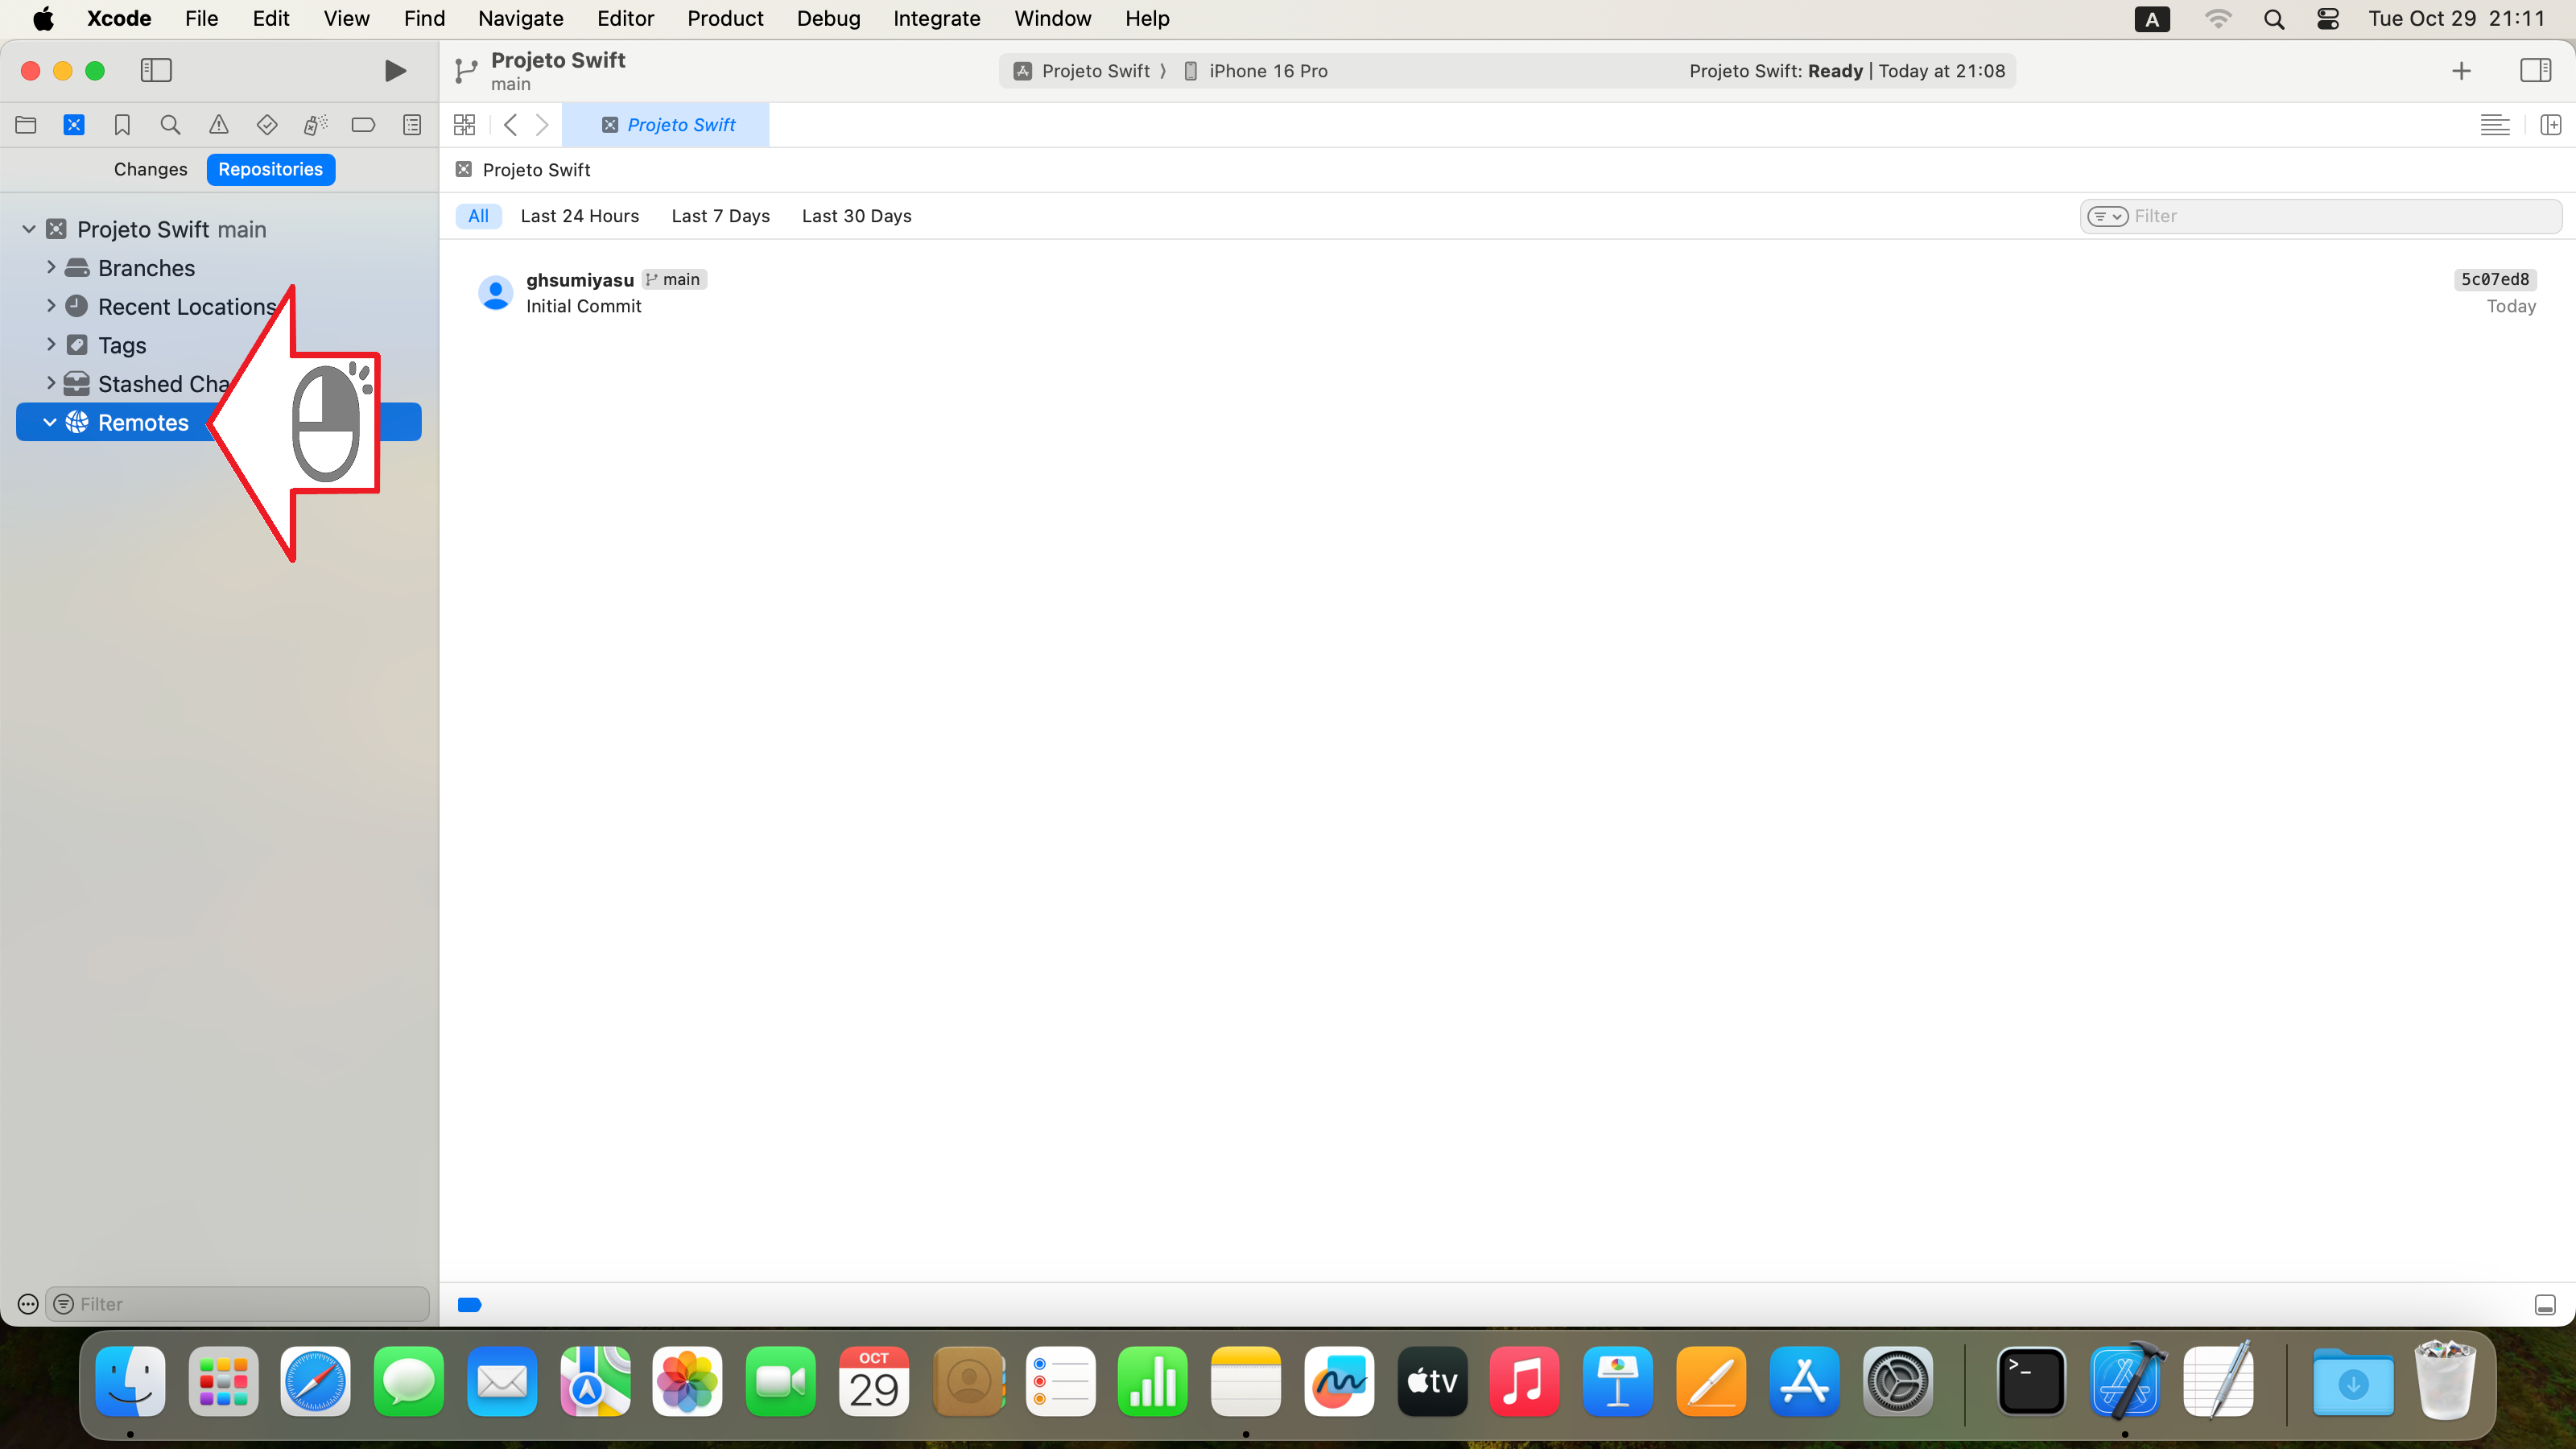 Xcode File Edit View Find Navigate Editor Product Debug Integrate Window Help A Tue Oct 29 21:11
Projeto Swift
main
Projeto Swift iPhone 16 Pro Projeto Swift: Ready | Today at 21:08
Projeto Swift
Changes Repositories
Projeto Swift
Projeto Swift main
All Last 24 Hours Last 7 Days Last 30 Days Filter
Branches
Recent Locations
Tags
Stashed Cha
Remotes
ghsumiyasu main 5c07ed8
Initial Commit Today
Filter
OCT
29
tv
>_